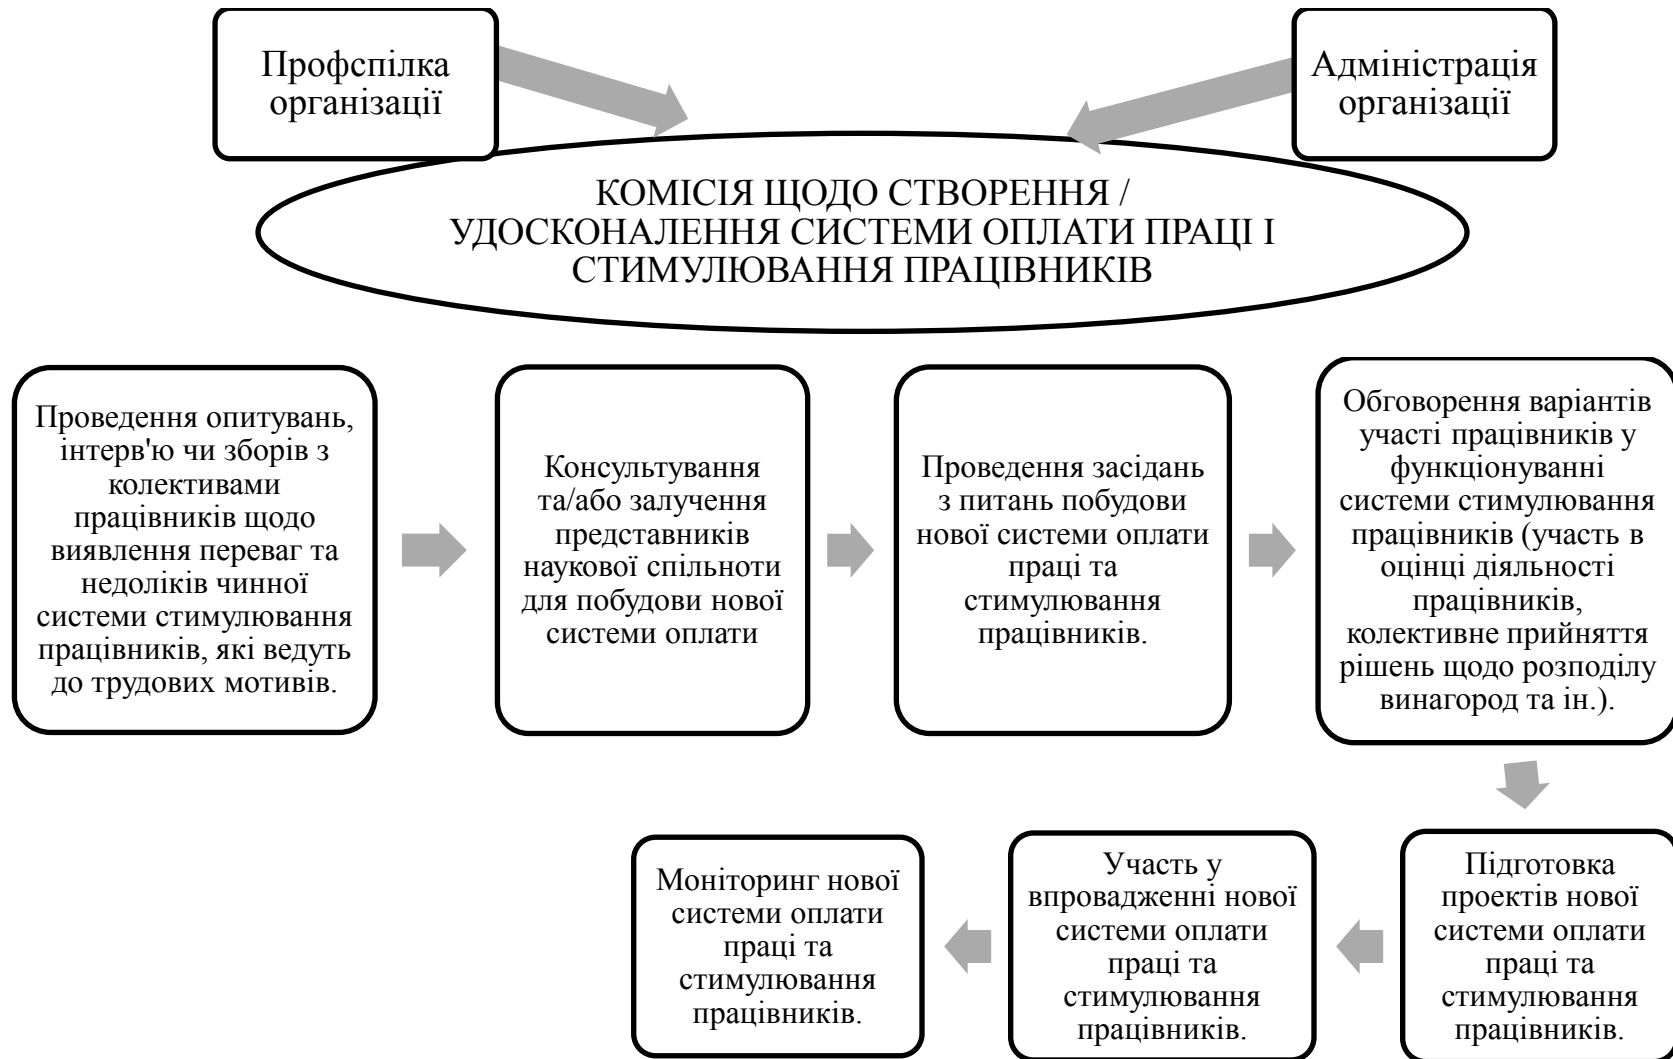 Профспілка
організації
Адміністрація
організації
КОМІСІЯ ЩОДО СТВОРЕННЯ /
УДОСКОНАЛЕННЯ СИСТЕМИ ОПЛАТИ ПРАЦІ І
СТИМУЛЮВАННЯ ПРАЦІВНИКІВ
Проведення опитувань,
інтерв'ю чи зборів з
колективами
працівників щодо
виявлення переваг та
недоліків чинної
системи стимулювання
працівників, які ведуть
до трудових мотивів.
Консультування
та/або залучення
представників
наукової спільноти
для побудови нової
системи оплати
Проведення засідань
з питань побудови
нової системи оплати
праці та
стимулювання
працівників.
Обговорення варіантів
участі працівників у
функціонуванні
системи стимулювання
працівників (участь в
оцінці діяльності
працівників,
колективне прийняття
рішень щодо розподілу
винагород та ін.).
Підготовка
проектів нової
системи оплати
праці та
стимулювання
працівників.
Участь у
впровадженні нової
системи оплати
праці та
стимулювання
працівників.
Моніторинг нової
системи оплати
праці та
стимулювання
працівників.